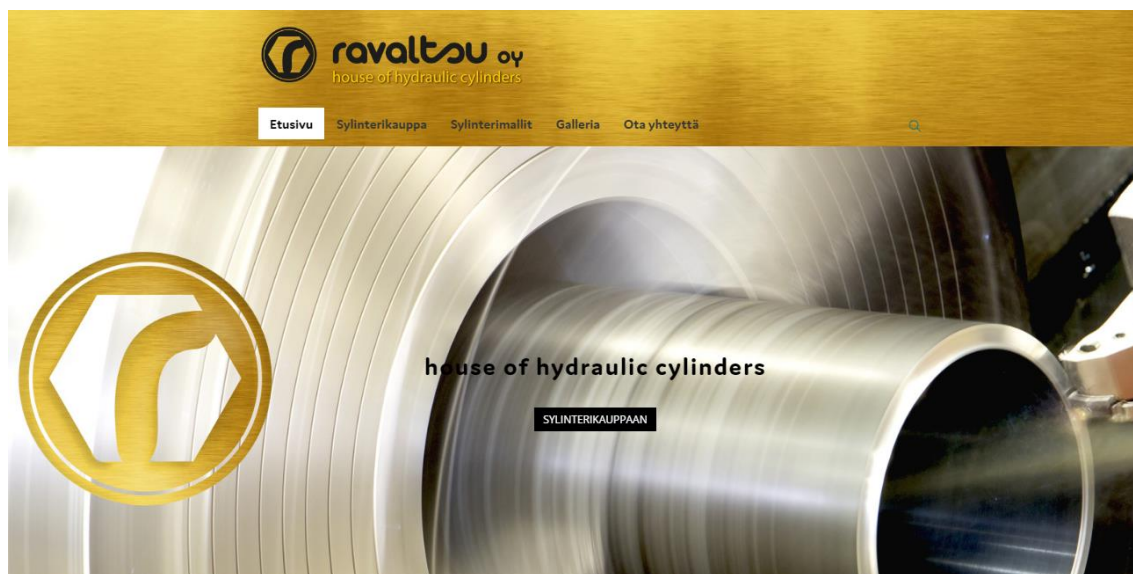 ravaltsu oy
house of hydraulic cylinders
Etusivu Sylinterikauppa Sylinterimallit Galleria Ota yhteyttä
house of hydraulic cylinders
SYLINTERIKAUPPAAN